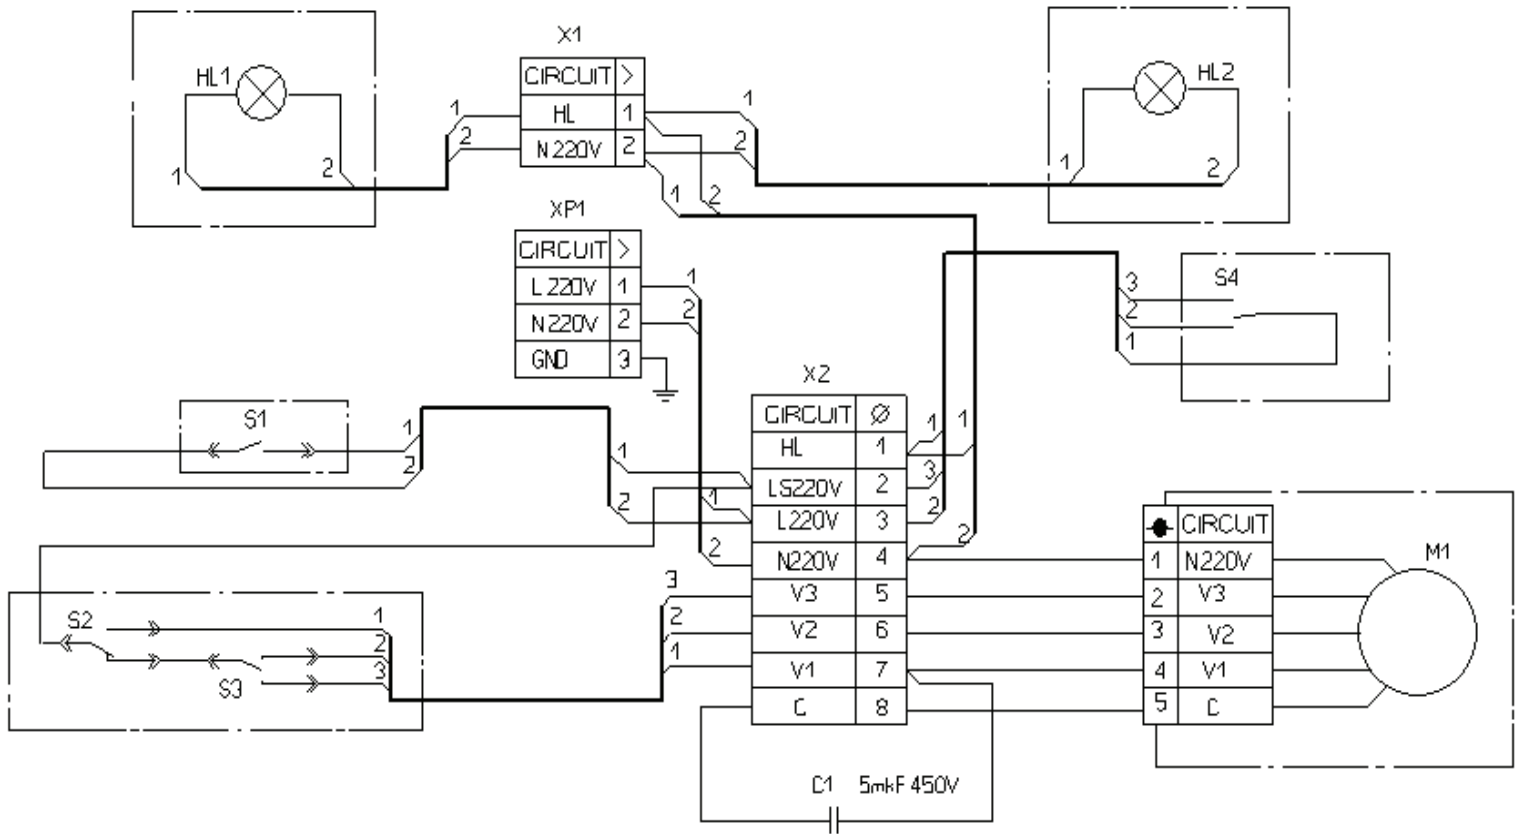 HL1
1
2
1
2
X1
CIRCUIT >
HL 1
N220V 2
1
2
1
2
HL2
1
2
XP1
CIRCUIT >
L220V 1
N220V 2
GND 3
1
2
S4
3
2
1
S1
1
2
1
2
1
2
X2
CIRCUIT Ø
HL 1
LS220V 2
L220V 3
N220V 4
V3 5
V2 6
V1 7
C 8
1
1
3
2
2
S2
S3
1
2
3
3
2
1
CIRCUIT
1 N220V
2 V3
3 V2
4 V1
5 C
M1
C1 5mkF 450V